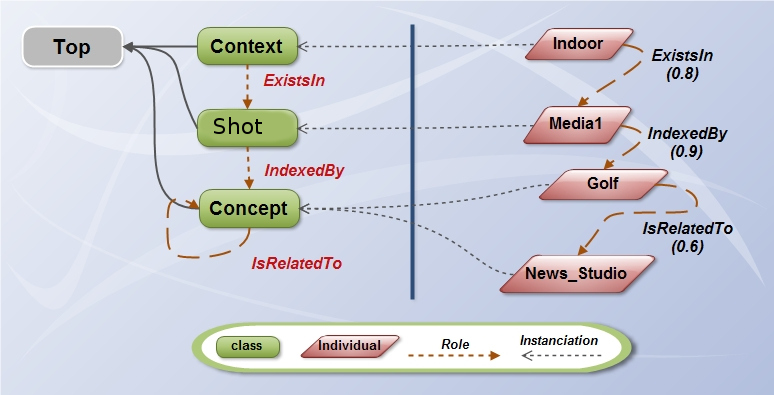 Top
Context
ExistsIn
Shot
IndexedBy
Concept
IsRelatedTo
Indoor
ExistsIn
(0.8)
Media1
IndexedBy
(0.9)
Golf
IsRelatedTo
(0.6)
News_Studio
class
Individual
Role
Instanciation